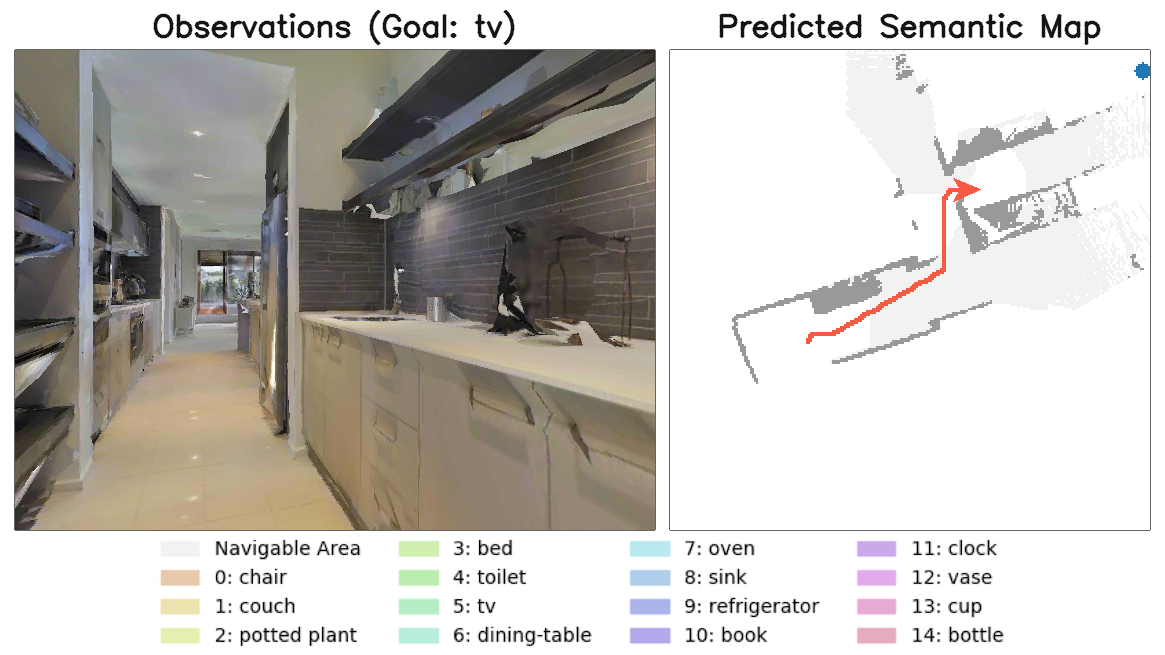 Observations (Goal: tv)
Predicted Semantic Map
Navigable Area
0: chair
1: couch
2: potted plant
3: bed
4: toilet
5: tv
6: dining-table
7: oven
8: sink
9: refrigerator
10: book
11: clock
12: vase
13: cup
14: bottle